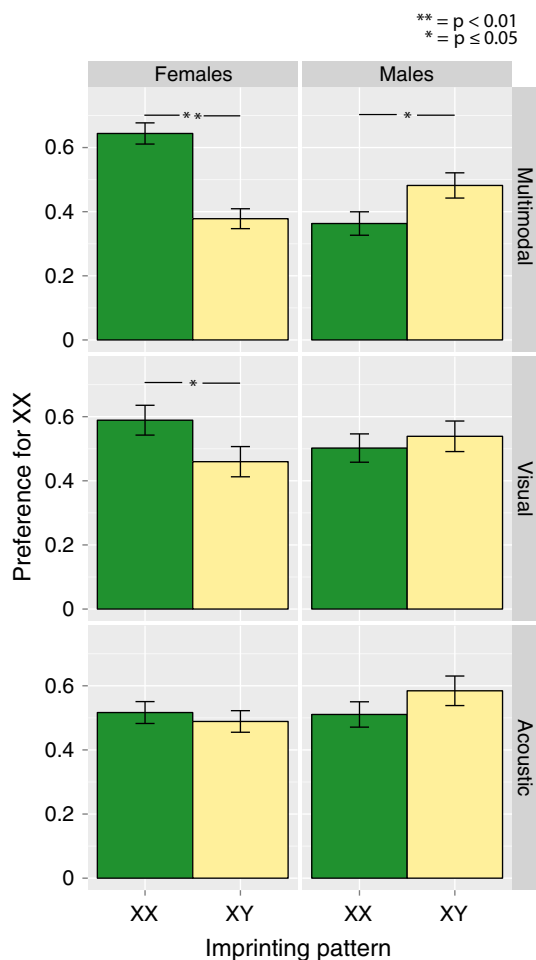 ** = p < 0.01
* = p ≤ 0.05
Females
Males
**
*
0.6
0.4
0.2
0
Multimodal
*
0.6
0.4
0.2
0
Visual
0.6
0.4
0.2
0
Acoustic
Preference for XX
XX
XY
XX
XY
Imprinting pattern